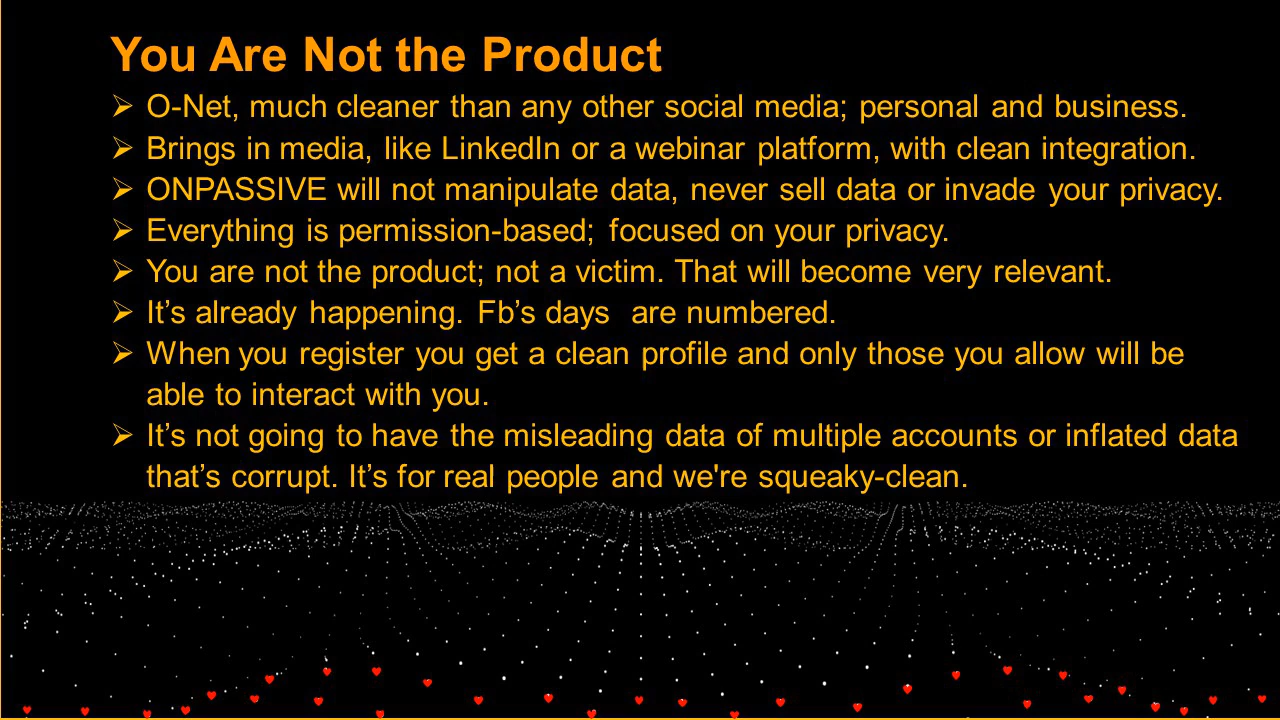 You Are Not the Product
➢ O-Net, much cleaner than any other social media; personal and business.
➢ Brings in media, like LinkedIn or a webinar platform, with clean integration.
➢ ONPASSIVE will not manipulate data, never sell data or invade your privacy.
➢ Everything is permission-based; focused on your privacy.
➢ You are not the product; not a victim. That will become very relevant.
➢ It’s already happening. Fb’s days  are numbered.
➢ When you register you get a clean profile and only those you allow will be
able to interact with you.
➢ It’s not going to have the misleading data of multiple accounts or inflated data
that’s corrupt. It’s for real people and we're squeaky-clean.